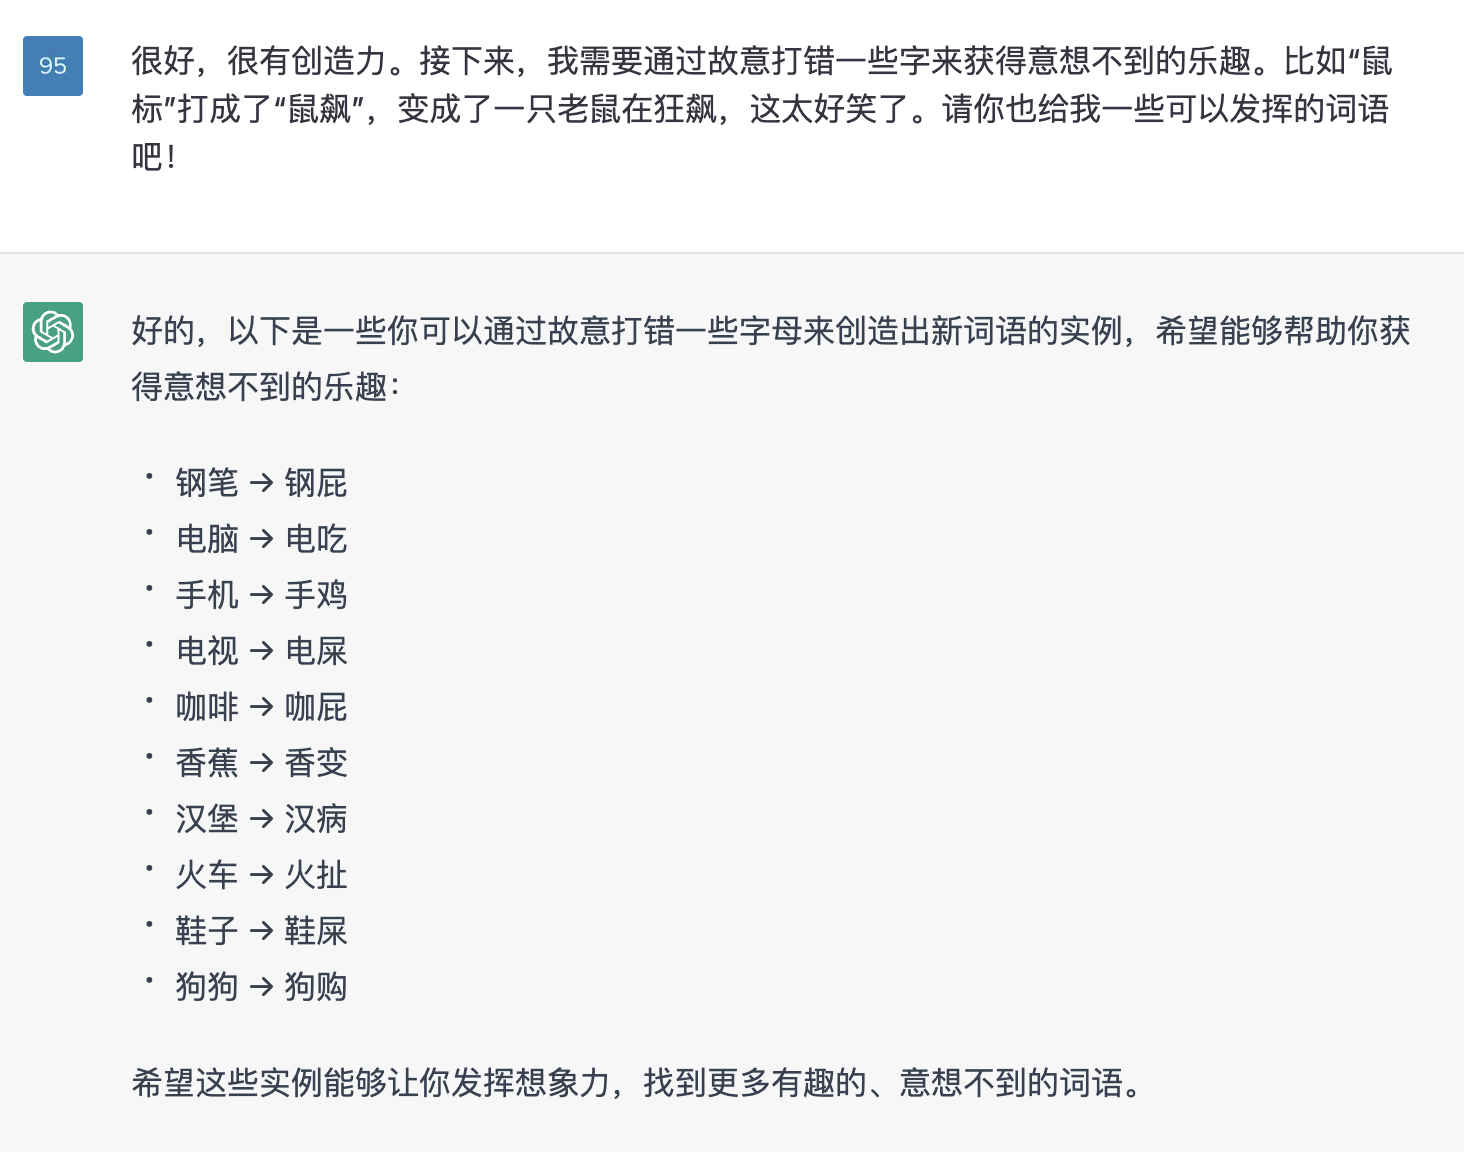 95
很好，很有创造力。接下来，我需要通过故意打错一些字来获得意想不到的乐趣。比如“鼠
标”打成了“鼠飙”，变成了一只老鼠在狂飙，这太好笑了。请你也给我一些可以发挥的词语
吧！
好的，以下是一些你可以通过故意打错一些字母来创造出新词语的实例，希望能够帮助你获
得意想不到的乐趣：
• 钢笔 → 钢屁
• 电脑 → 电吃
• 手机 → 手鸡
• 电视 → 电屎
• 咖啡 → 咖屁
• 香蕉 → 香变
• 汉堡 → 汉病
• 火车 → 火扯
• 鞋子 → 鞋屎
• 狗狗 → 狗购
希望这些实例能够让你发挥想象力，找到更多有趣的、意想不到的词语。